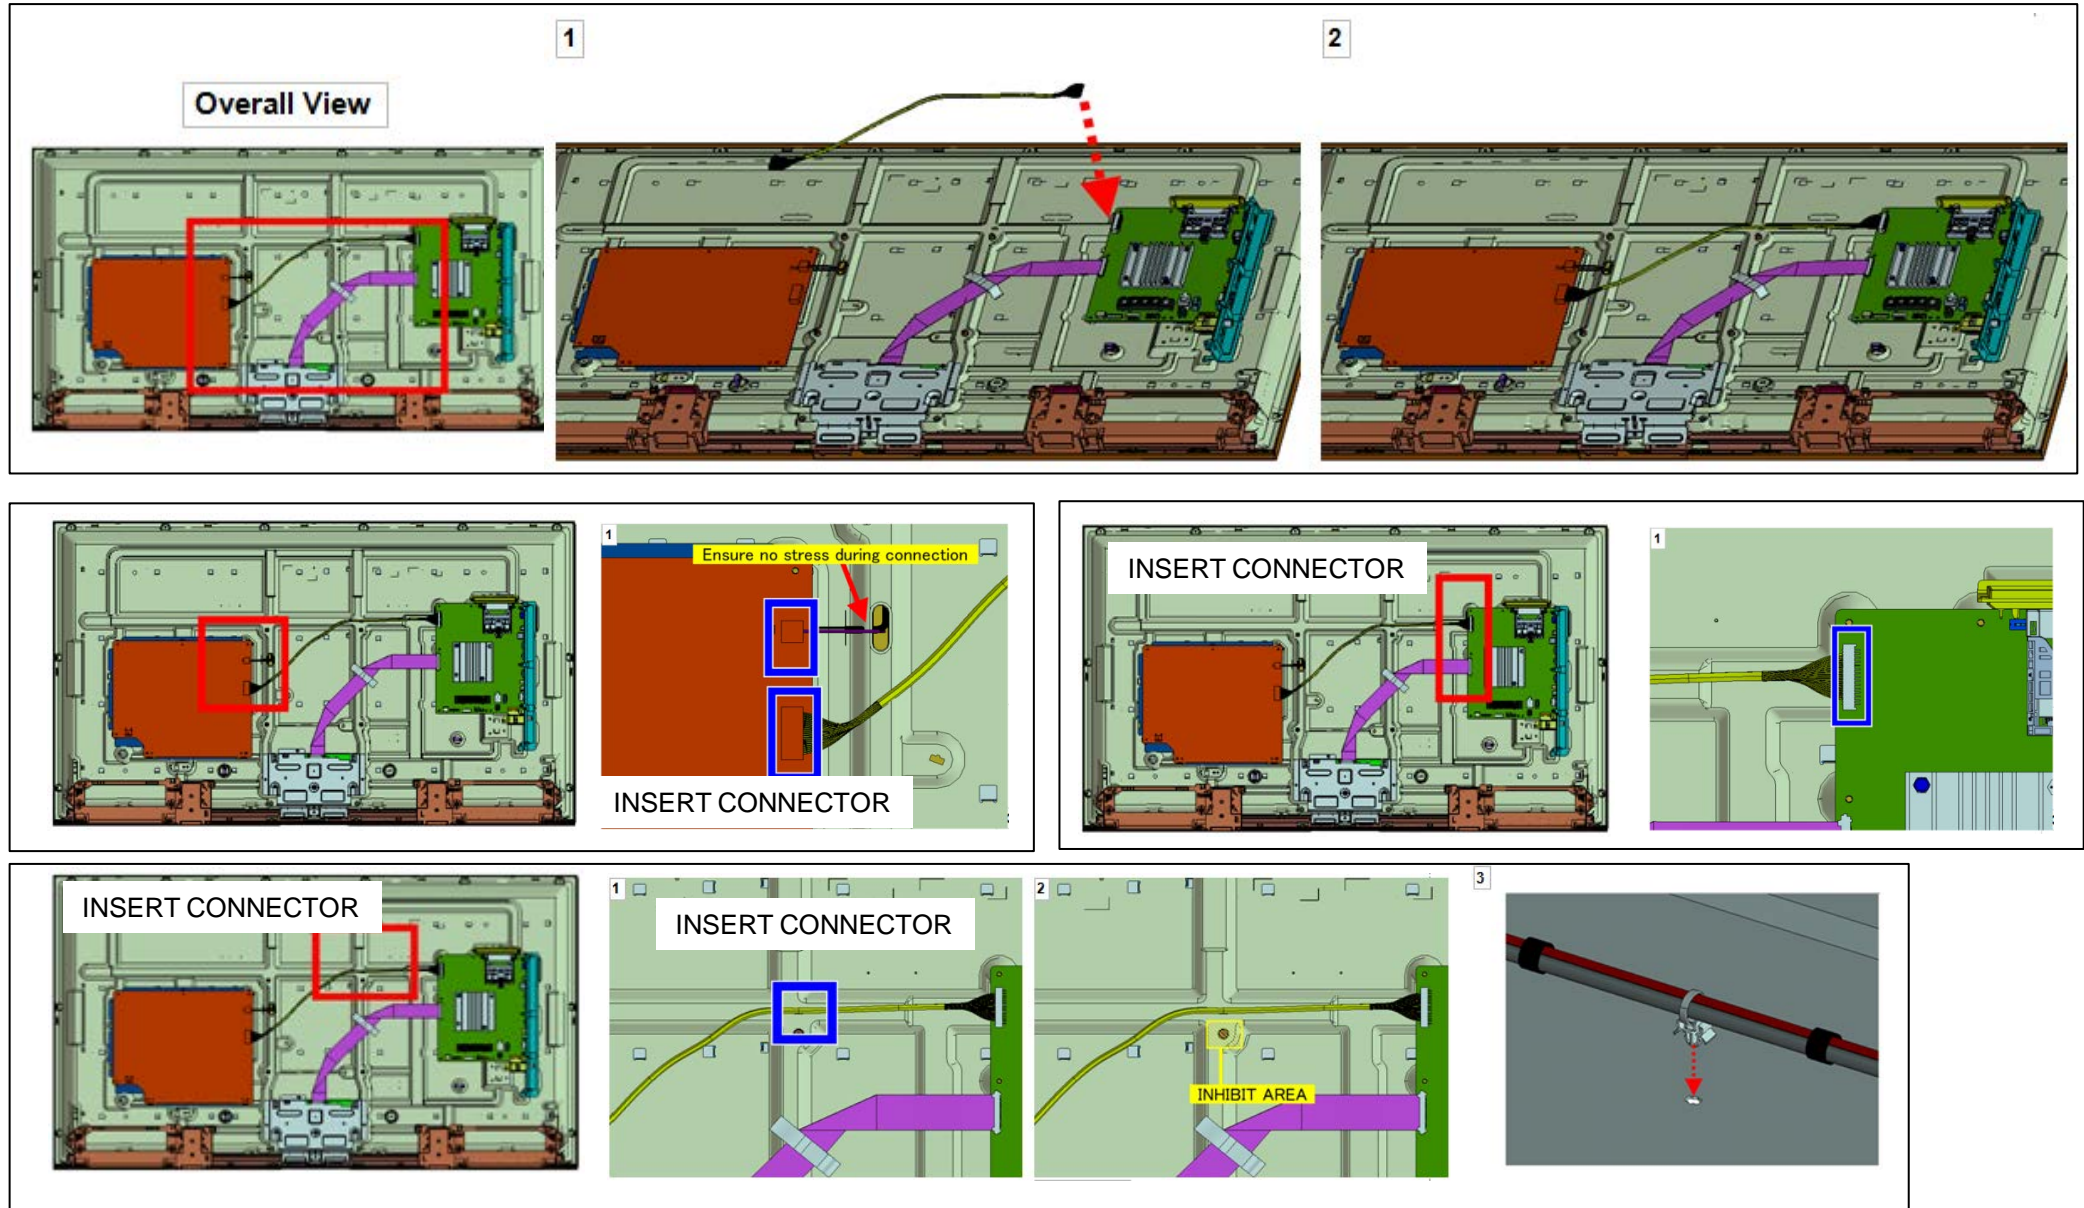 Overall View
1
2
1
Ensure no stress during connection
INSERT CONNECTOR
INSERT CONNECTOR
1
INSERT CONNECTOR
1
INSERT CONNECTOR
2
INHIBIT AREA
3